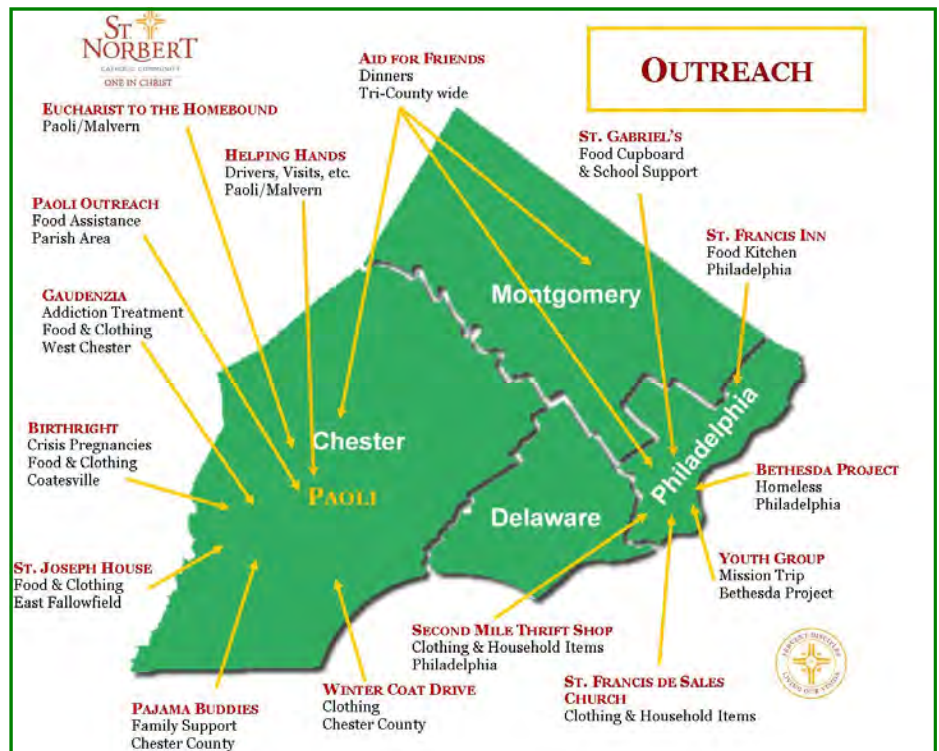 ST.
NORBERT
CATHOLIC COMMUNITY
ONE IN CHRIST
OUTREACH
AID FOR FRIENDS
Dinners
Tri-County wide
EUCHARIST TO THE HOMEBOUND
Paoli/Malvern
HELPING HANDS
Drivers, Visits, etc.
Paoli/Malvern
ST. GABRIEL'S
Food Cupboard
& School Support
PAOLI OUTREACH
Food Assistance
Parish Area
ST. FRANCIS INN
Food Kitchen
Philadelphia
GAUDENZIA
Addiction Treatment
Food & Clothing
West Chester
Montgomery
BIRTHRIGHT
Crisis Pregnancies
Food & Clothing
Coatesville
Chester
PAOLI
Philadelphia
Delaware
BETHESDA PROJECT
Homeless
Philadelphia
ST. JOSEPH HOUSE
Food & Clothing
East Fallowfield
YOUTH GROUP
Mission Trip
Bethesda Project
SECOND MILE THRIFT SHOP
Clothing & Household Items
Philadelphia
ST. FRANCIS DE SALES
CHURCH
Clothing & Household Items
WINTER COAT DRIVE
Clothing
Chester County
PAJAMA BUDDIES
Family Support
Chester County
SERVANT DISCIPLES
LIVING OUR VISION